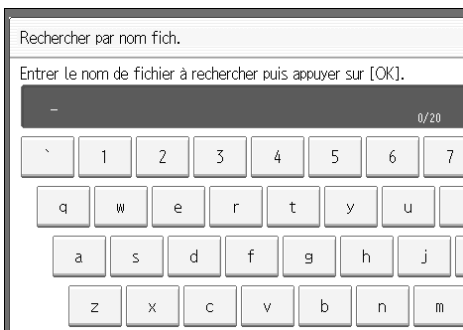 Rechercher par nom fich.
Entrer le nom de fichier à rechercher puis appuyer sur [OK].
_
0/20
` 1 2 3 4 5 6 7
q w e r t y u
a s d f g h j
z x c v b n m